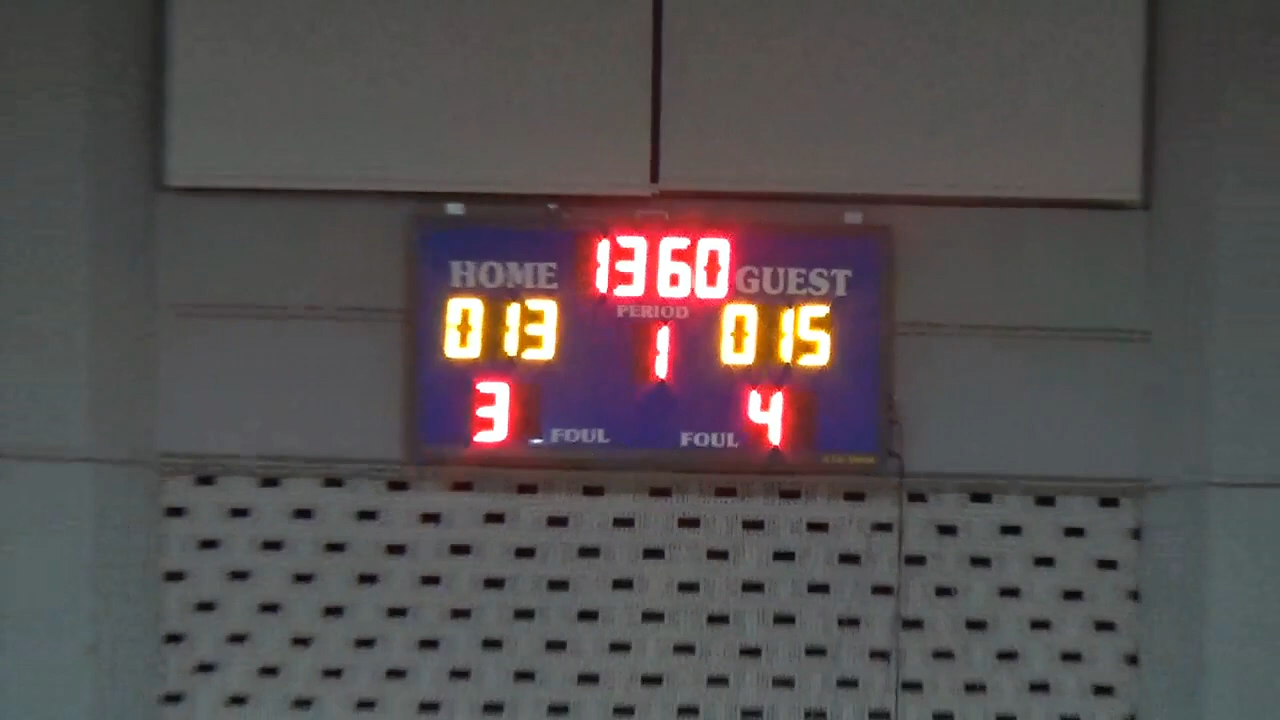 1360
HOME GUEST
PERIOD
013 1 015
3 FOUL FOUL 4